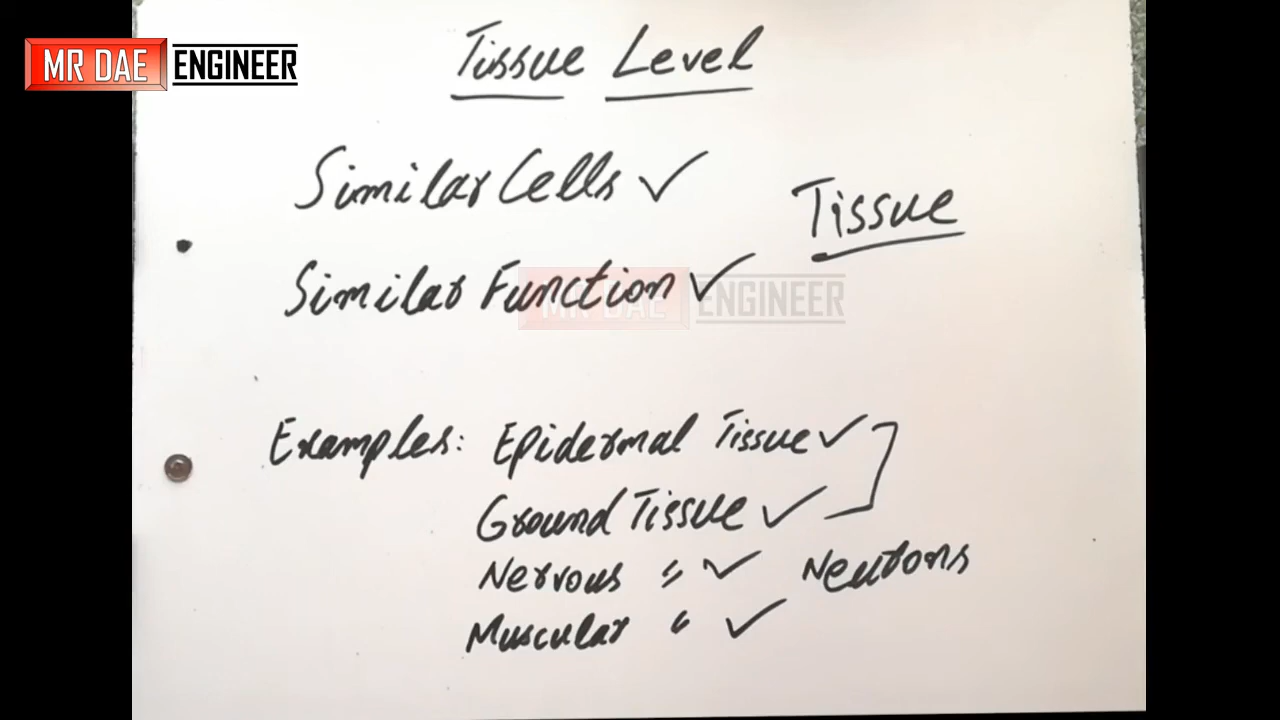 MR DAE ENGINEER
Tissue Level
Similar Cells ✓
Tissue
Similar Function ✓
MR DAE ENGINEER
Examples: Epidermal Tissue ✓
Ground Tissue ✓
Nervous " ✓ Neutons
Muscular " ✓